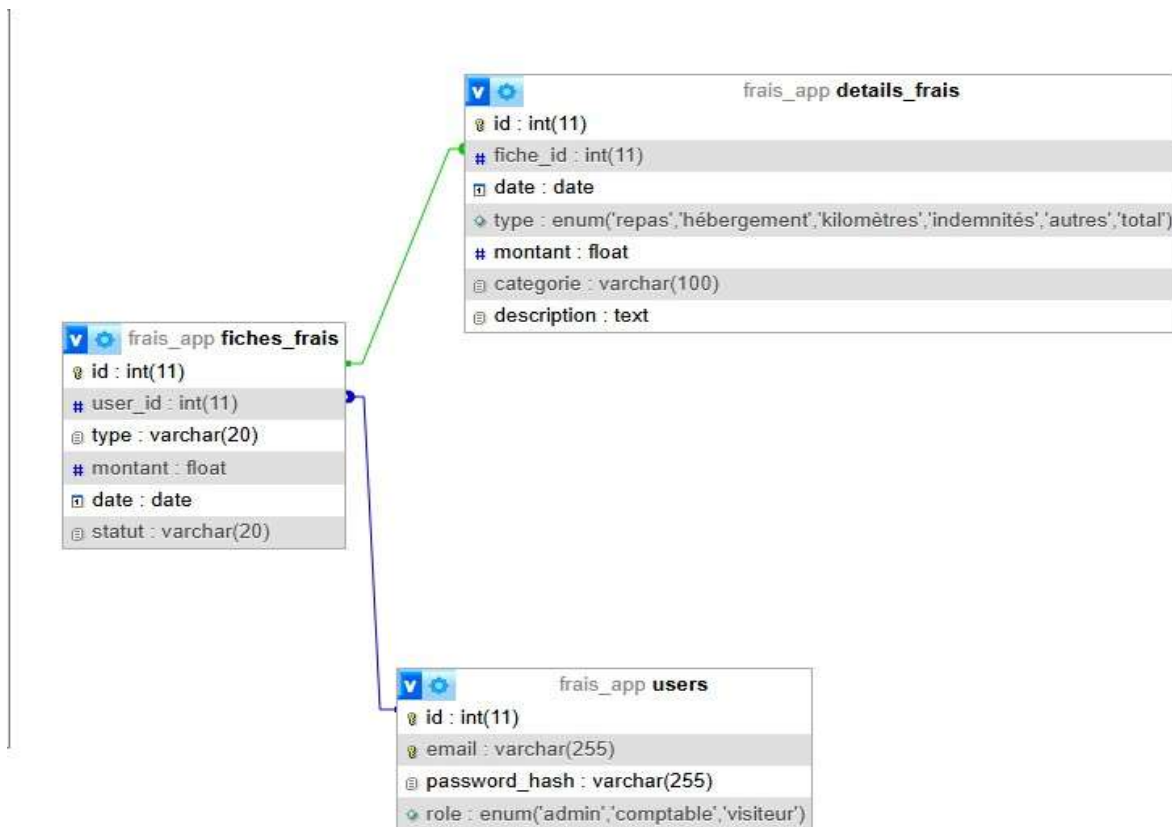 frais_app details_frais
id : int(11)
fiche_id : int(11)
date : date
type : enum('repas','hébergement','kilomètres','indemnités','autres','total')
montant : float
categorie : varchar(100)
description : text
frais_app fiches_frais
id : int(11)
user_id : int(11)
type : varchar(20)
montant : float
date : date
statut : varchar(20)
frais_app users
id : int(11)
email : varchar(255)
password_hash : varchar(255)
role : enum('admin','comptable','visiteur')